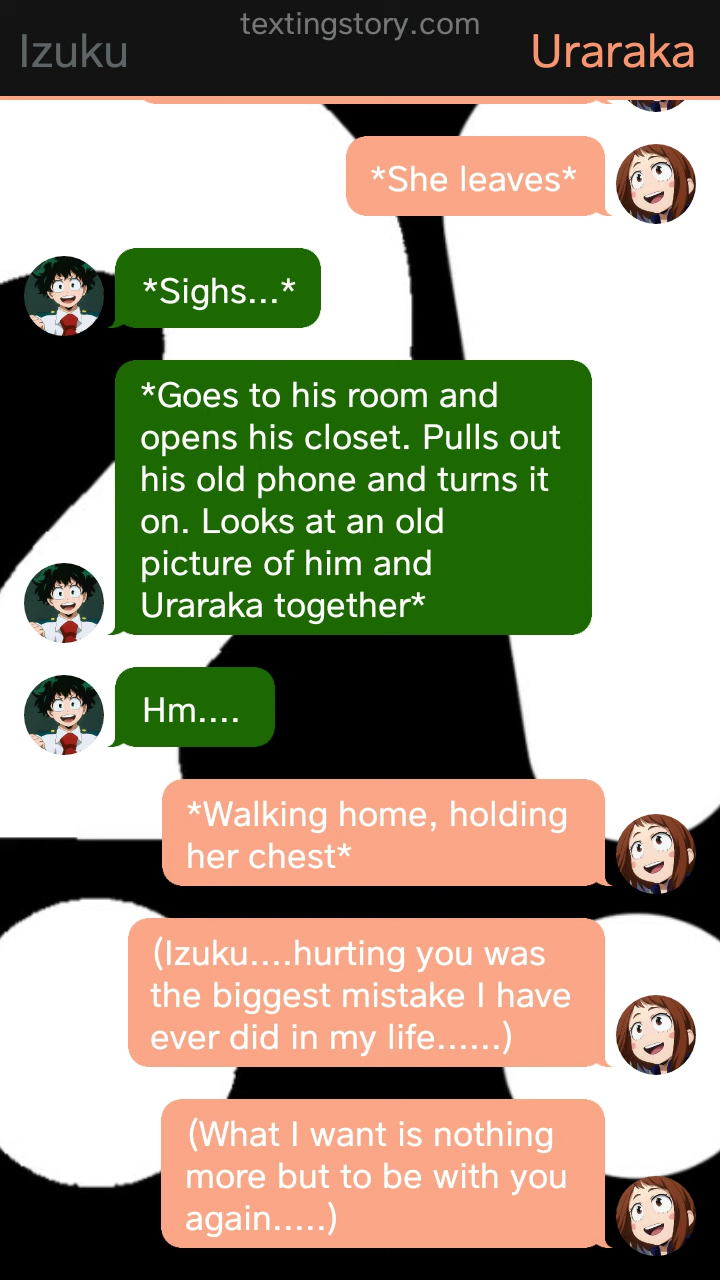 textingstory.com
Izuku
Uraraka
*She leaves*
*Sighs...*
*Goes to his room and
opens his closet. Pulls out
his old phone and turns it
on. Looks at an old
picture of him and
Uraraka together*
Hm....
*Walking home, holding
her chest*
(Izuku....hurting you was
the biggest mistake I have
ever did in my life......)
(What I want is nothing
more but to be with you
again.....)